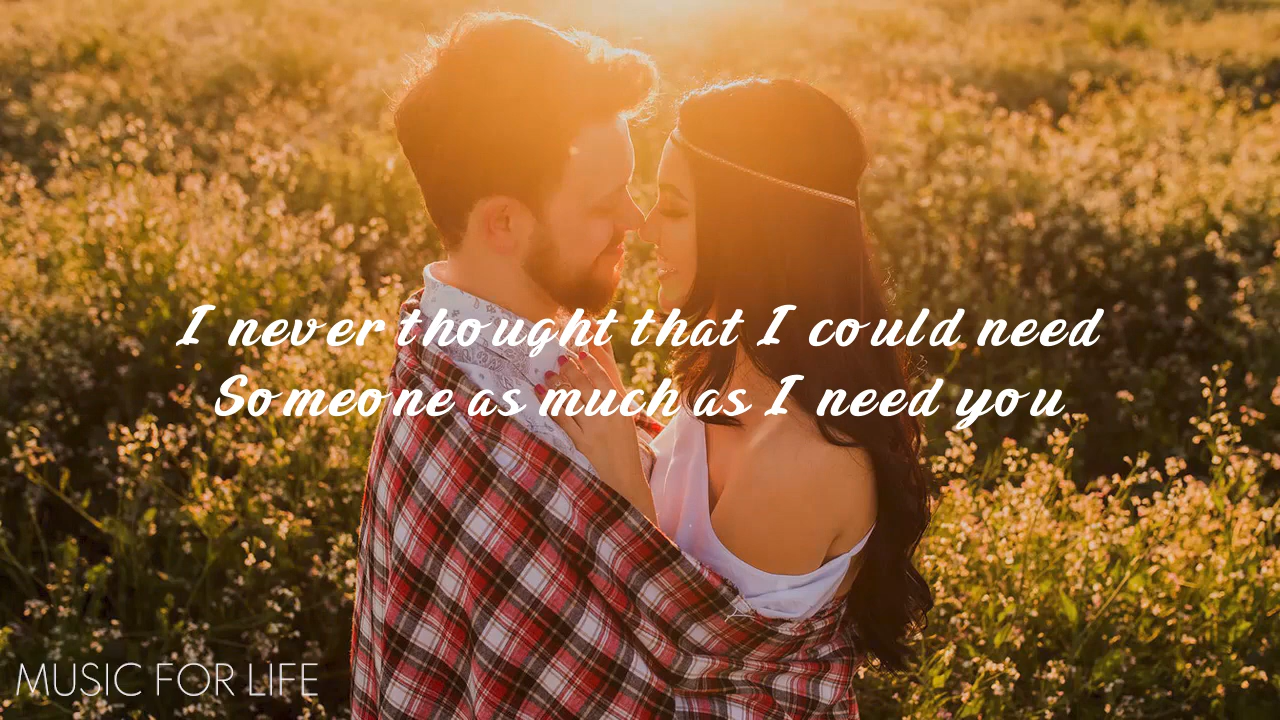 I never thought that I could need
Someone as much as I need you
MUSIC FOR LIFE